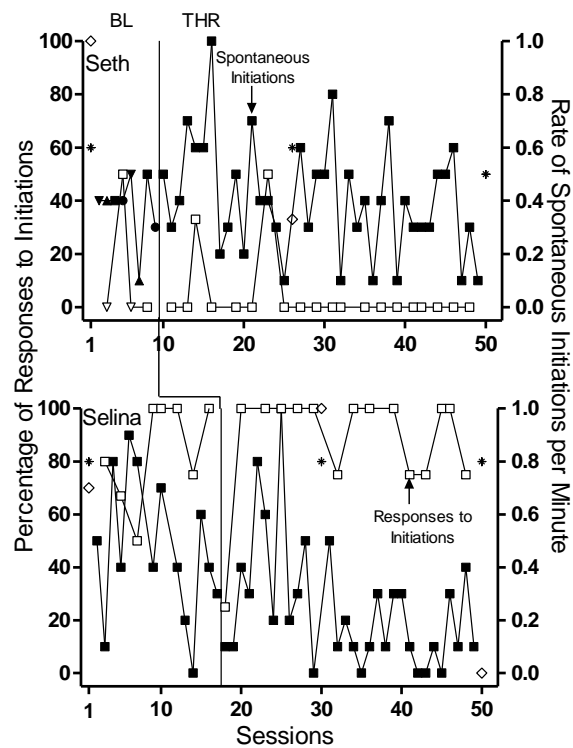 BL THR
100
80
60
40
20
0
Seth
Spontaneous
Initiations
1.0
0.8
0.6
0.4
0.2
0.0
1 10 20 30 40 50
Percentage of Responses to Initiations
Rate of Spontaneous Initiations per Minute
100
80
60
40
20
0
Selina
Responses to
Initiations
1.0
0.8
0.6
0.4
0.2
0.0
1 10 20 30 40 50
Sessions